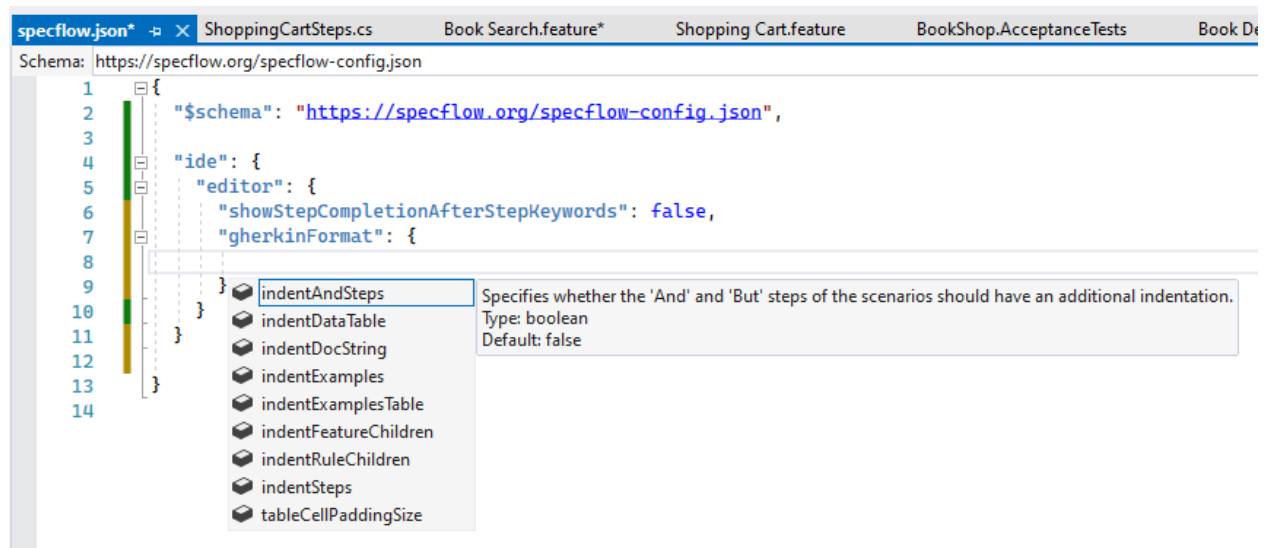 specflow.json* ShoppingCartSteps.cs Book Search.feature* Shopping Cart.feature BookShop.AcceptanceTests Book De
Schema: https://specflow.org/specflow-config.json
1 {
2 "$schema": "https://specflow.org/specflow-config.json",
3
4 "ide": {
5 "editor": {
6 "showStepCompletionAfterStepKeywords": false,
7 "gherkinFormat": {
8
9 }
10 }
11 }
12
13 }
14
indentAndSteps
indentDataTable
indentDocString
indentExamples
indentExamplesTable
indentFeatureChildren
indentRuleChildren
indentSteps
tableCellPaddingSize
Specifies whether the 'And' and 'But' steps of the scenarios should have an additional indentation.
Type: boolean
Default: false